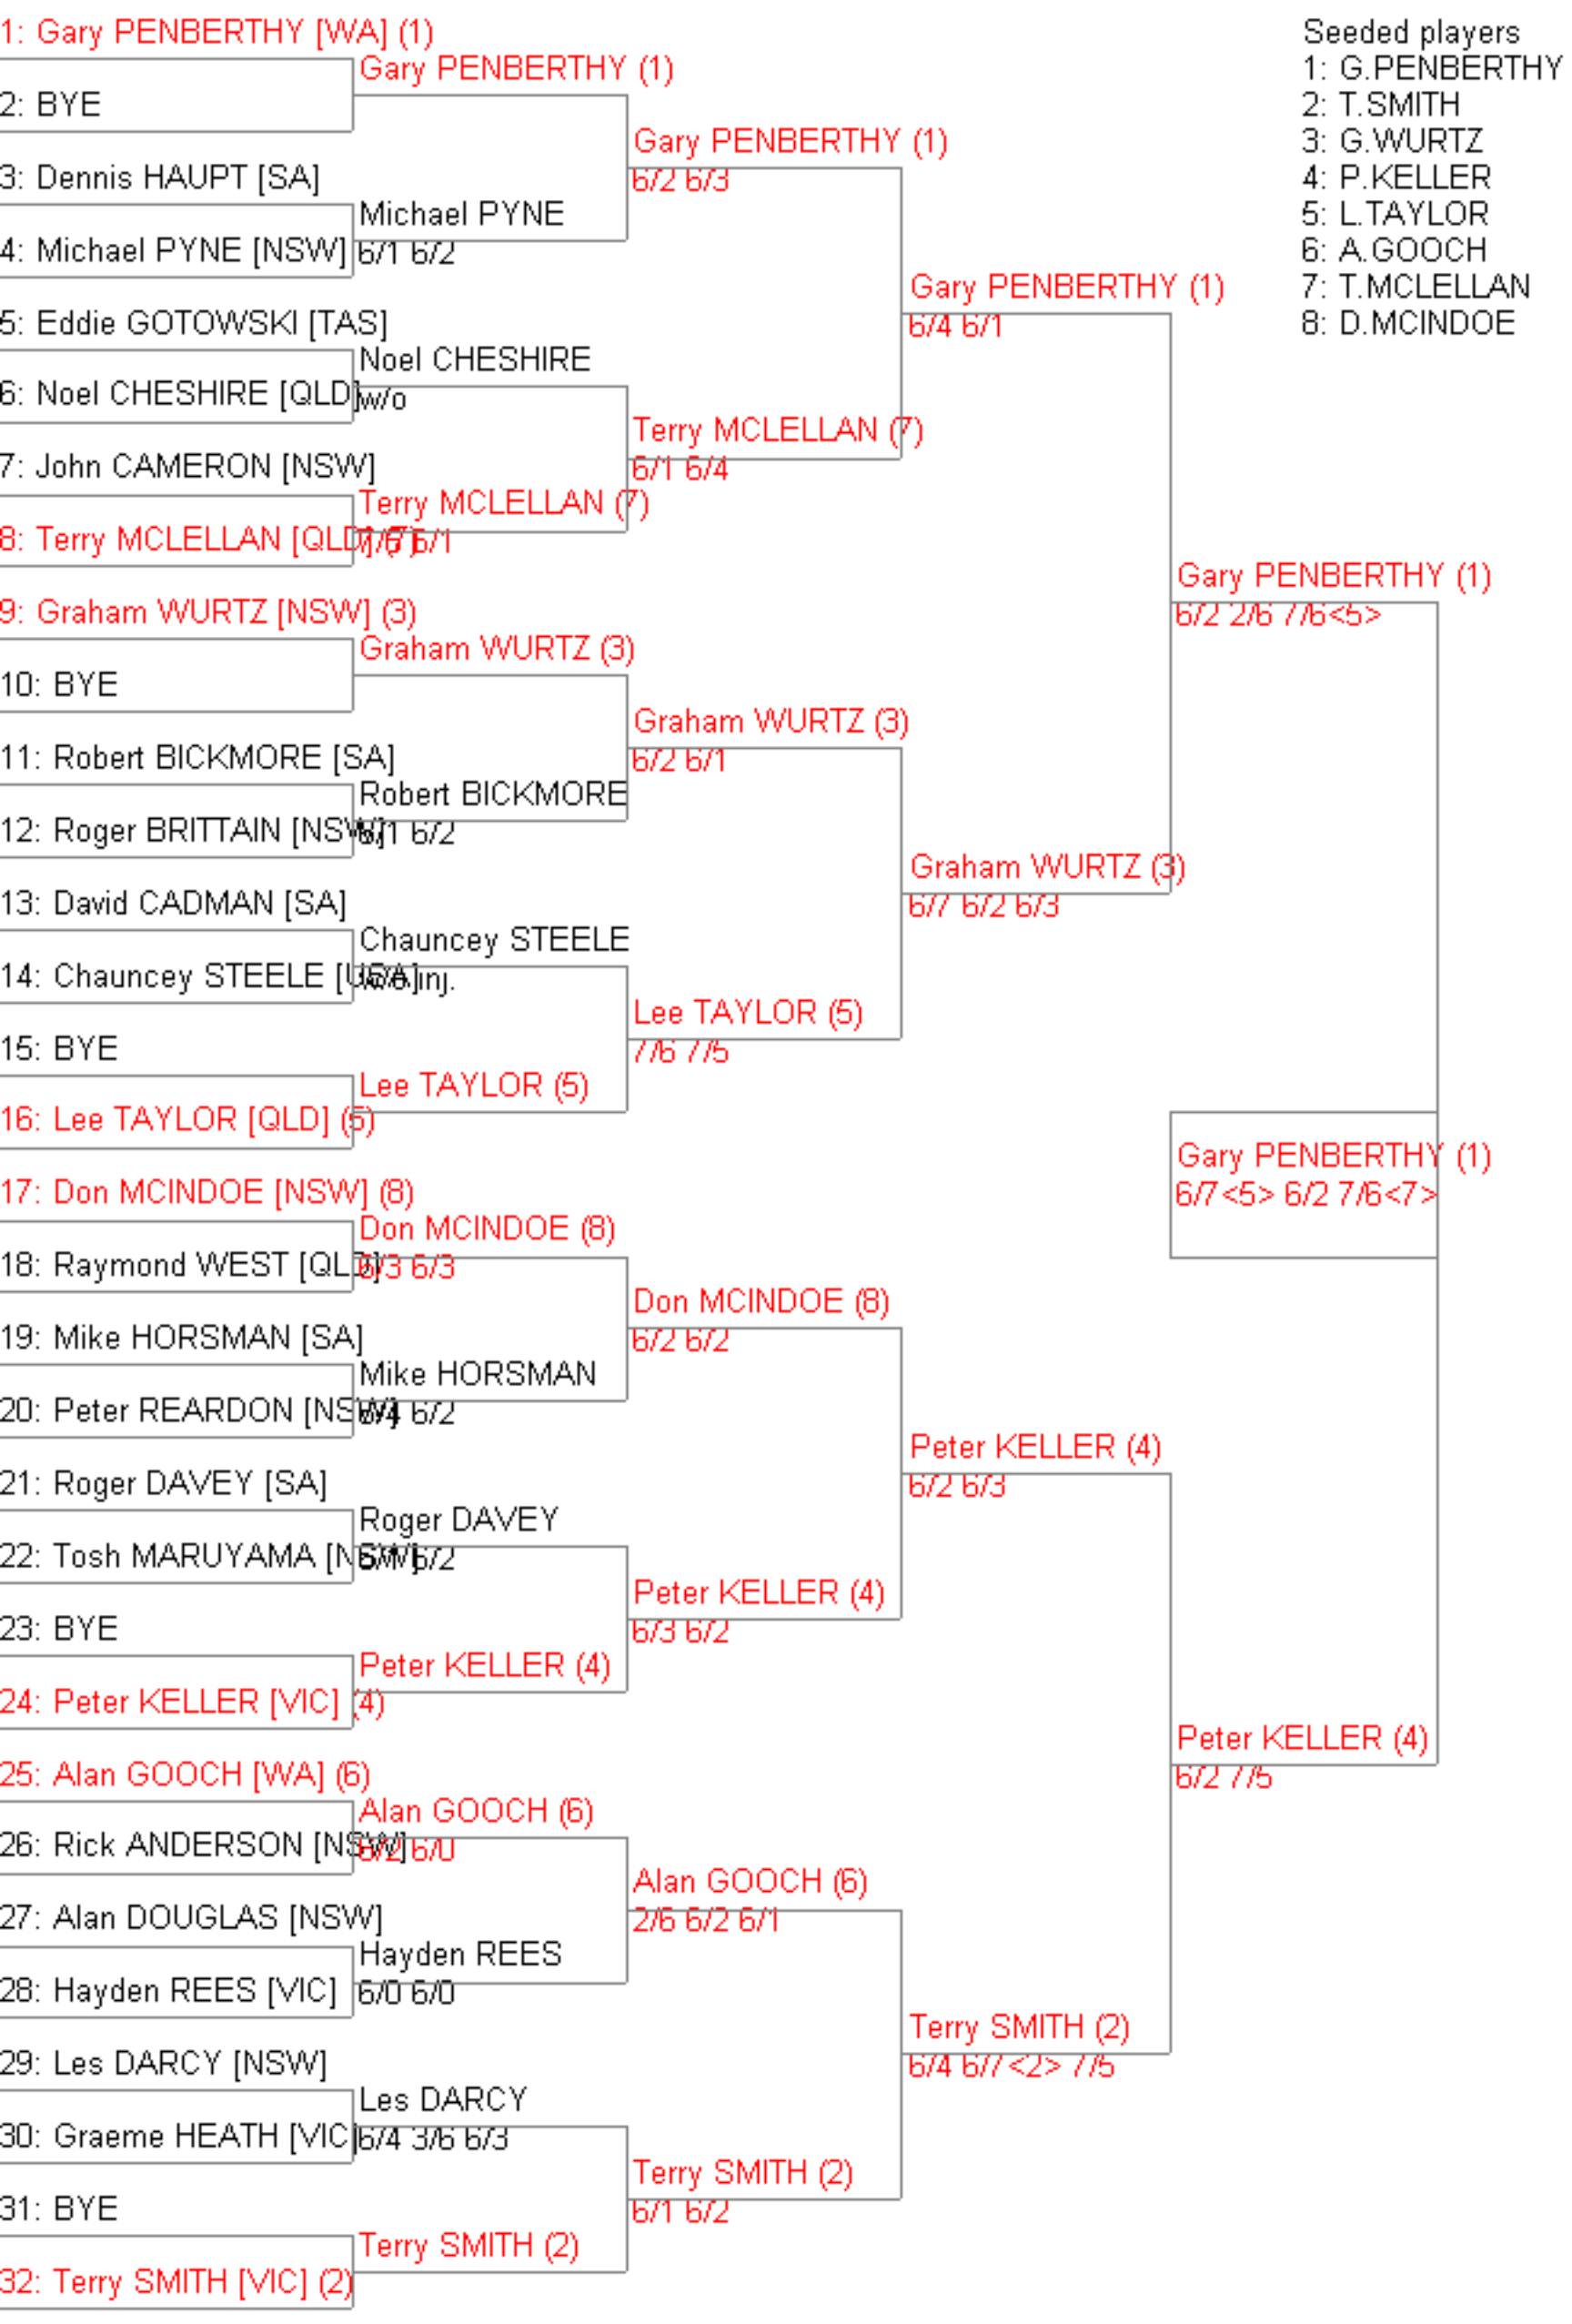 1: Gary PENBERTHY [WA] (1)
2: BYE
3: Dennis HAUPT [SA]
4: Michael PYNE [NSW]
5: Eddie GOTOWSKI [TAS]
6: Noel CHESHIRE [QLD]
7: John CAMERON [NSW]
8: Terry MCLELLAN [QLD] (7)
9: Graham WURTZ [NSW] (3)
10: BYE
11: Robert BICKMORE [SA]
12: Roger BRITTAIN [NSW]
13: David CADMAN [SA]
14: Chauncey STEELE [USA]
15: BYE
16: Lee TAYLOR [QLD] (5)
17: Don MCINDOE [NSW] (8)
18: Raymond WEST [QLD]
19: Mike HORSMAN [SA]
20: Peter REARDON [NSW]
21: Roger DAVEY [SA]
22: Tosh MARUYAMA [NSW]
23: BYE
24: Peter KELLER [VIC] (4)
25: Alan GOOCH [WA] (6)
26: Rick ANDERSON [NSW]
27: Alan DOUGLAS [NSW]
28: Hayden REES [VIC]
29: Les DARCY [NSW]
30: Graeme HEATH [VIC]
31: BYE
32: Terry SMITH [VIC] (2)
Gary PENBERTHY (1)
Michael PYNE
6/1 6/2
Noel CHESHIRE
w/o
Terry MCLELLAN (7)
6/1
Graham WURTZ (3)
Robert BICKMORE
6/1 6/2
Chauncey STEELE
w/o inj.
Lee TAYLOR (5)
Don MCINDOE (8)
6/3 6/3
Mike HORSMAN
6/4 6/2
Roger DAVEY
6/2
Peter KELLER (4)
Alan GOOCH (6)
6/2 6/0
Hayden REES
6/0 6/0
Les DARCY
6/4 3/6 6/3
Terry SMITH (2)
Gary PENBERTHY (1)
6/2 6/3
Terry MCLELLAN (7)
6/1 6/4
Graham WURTZ (3)
6/2 6/1
Lee TAYLOR (5)
7/6 7/5
Don MCINDOE (8)
6/2 6/2
Peter KELLER (4)
6/3 6/2
Alan GOOCH (6)
2/6 6/2 6/1
Terry SMITH (2)
6/1 6/2
Gary PENBERTHY (1)
6/4 6/1
Graham WURTZ (3)
6/7 6/2 6/3
Peter KELLER (4)
6/2 6/3
Terry SMITH (2)
6/4 6/7<2> 7/5
Gary PENBERTHY (1)
6/2 2/6 7/6<5>
Peter KELLER (4)
6/2 7/5
Gary PENBERTHY (1)
6/7<5> 6/2 7/6<7>
Seeded players
1: G.PENBERTHY
2: T.SMITH
3: G.WURTZ
4: P.KELLER
5: L.TAYLOR
6: A.GOOCH
7: T.MCLELLAN
8: D.MCINDOE